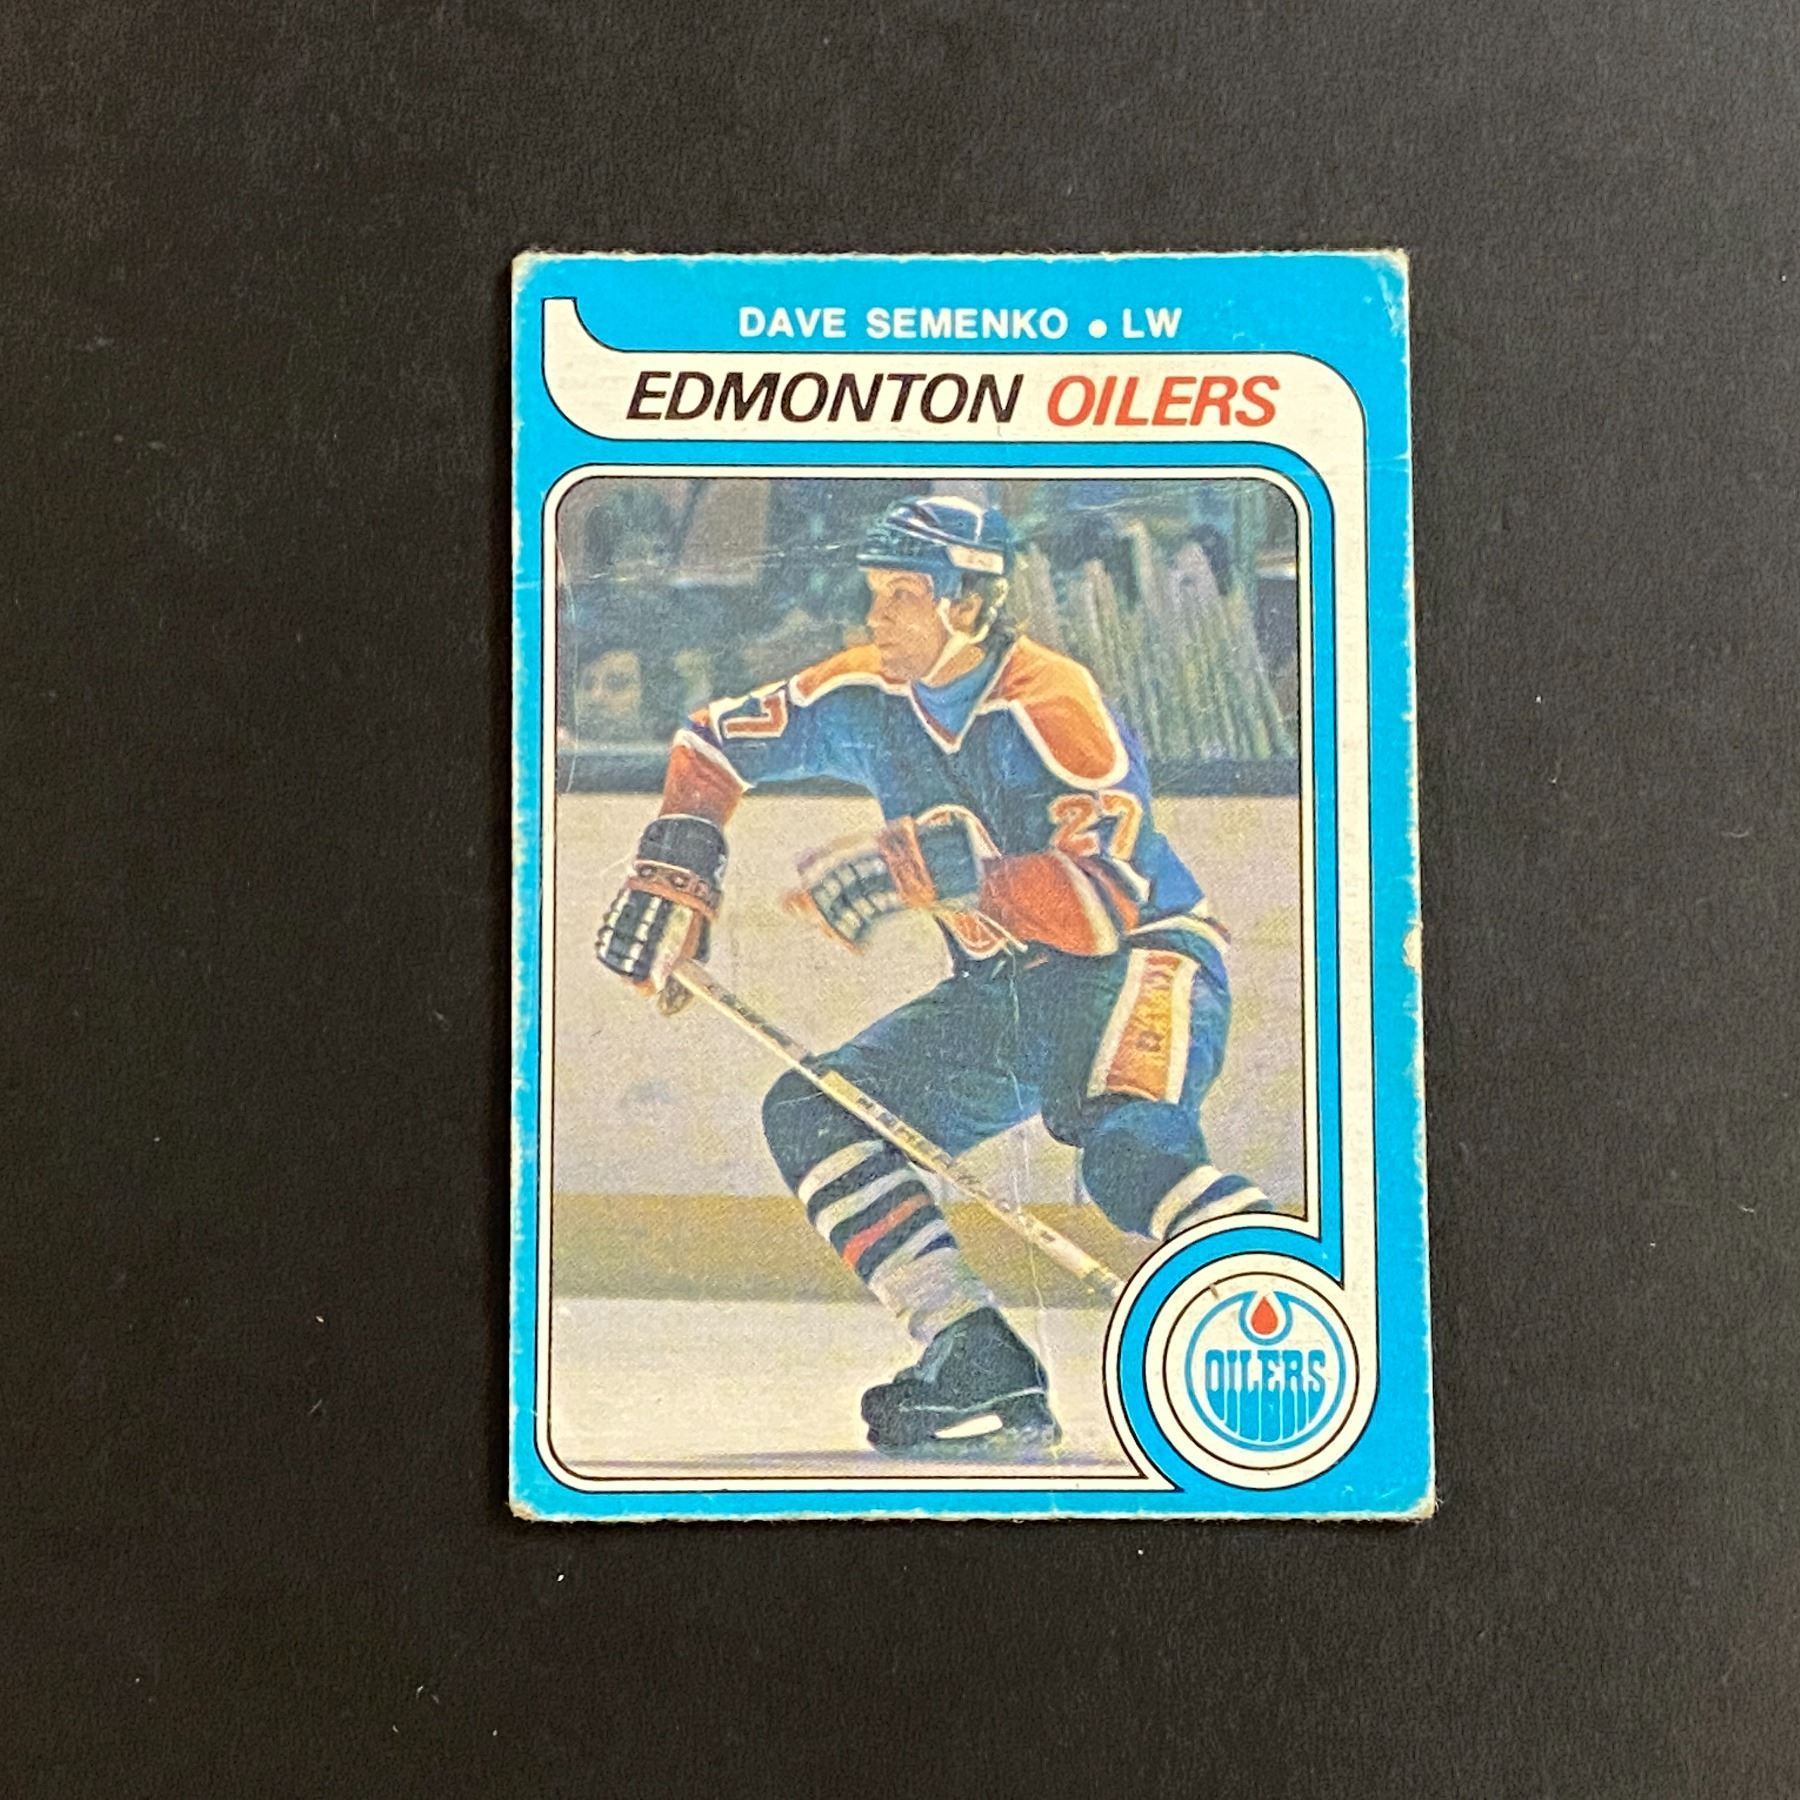 DAVE SEMENKO • LW
EDMONTON OILERS
27
27
OILERS